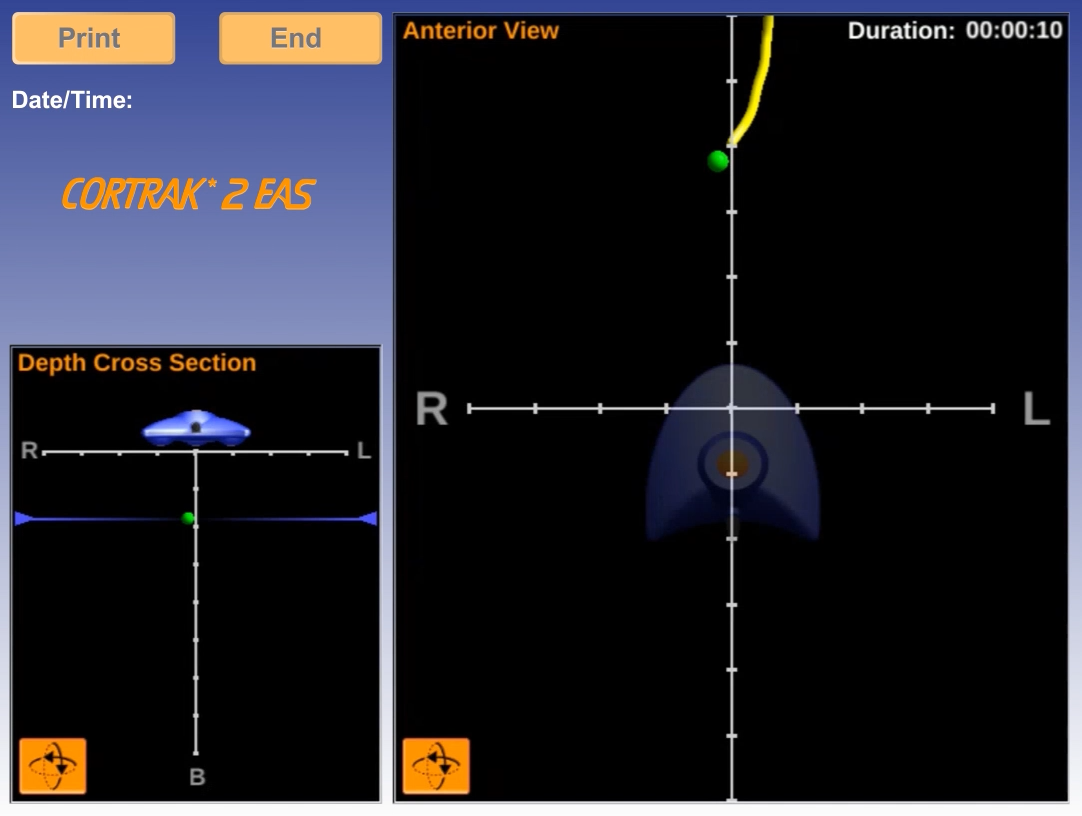 Print
End
Anterior View
Duration: 00:00:10
Date/Time:
CORTRAK* 2 EAS
Depth Cross Section
R
L
R
L
B